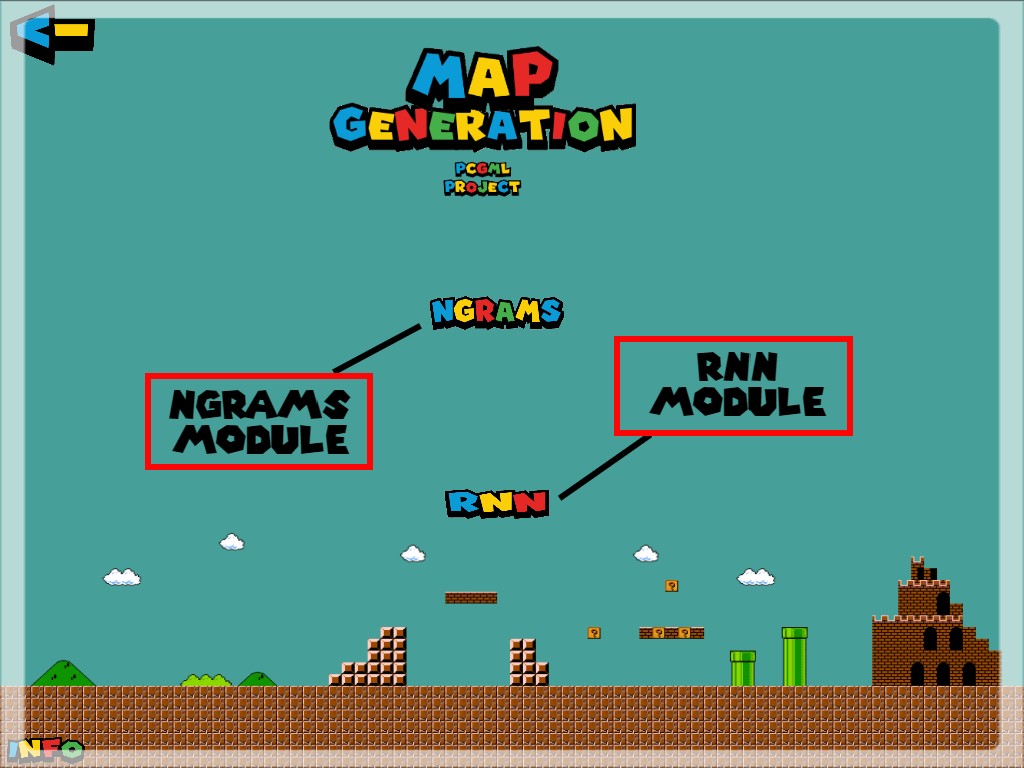 MAP
GENERATION
PCGML
PROJECT
NGRAMS
NGRAMS
MODULE
RNN
MODULE
RNN
?
? ? ?
INFO